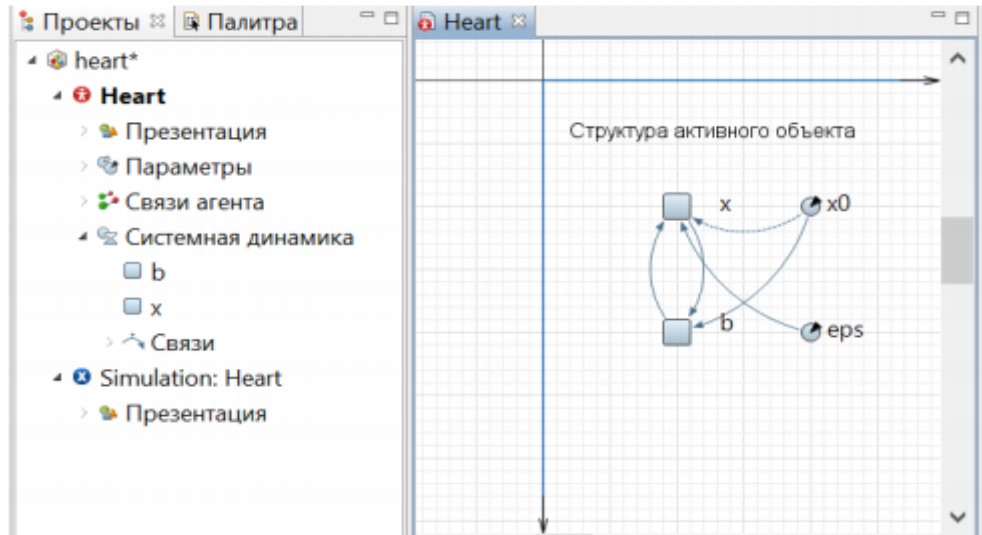 Проекты
Палитра
heart*
Heart
Презентация
Параметры
Связи агента
Системная динамика
b
x
Связи
Simulation: Heart
Презентация
Heart
Структура активного объекта
x
x0
b
eps